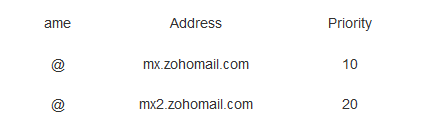 ame Address Priority
@ mx.zohomail.com 10
@ mx2.zohomail.com 20